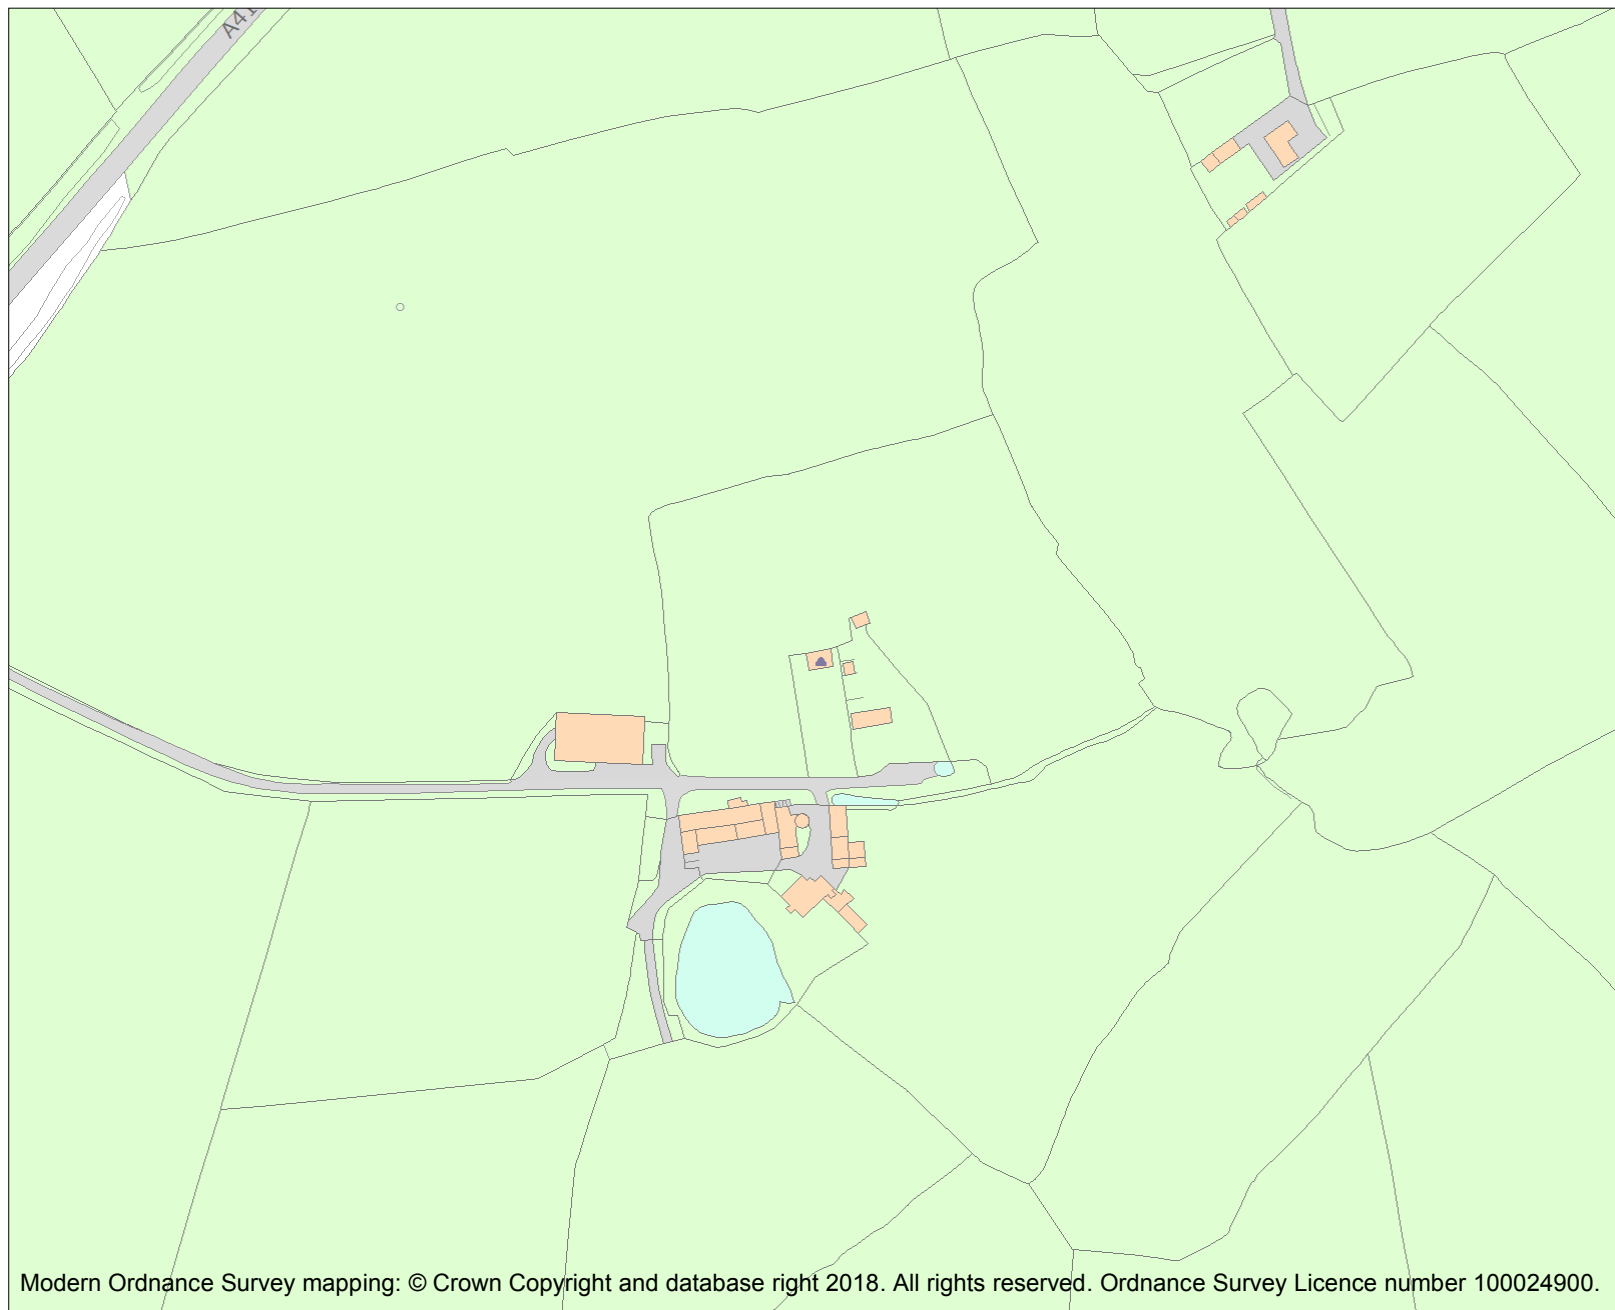 Modern Ordnance Survey mapping: © Crown Copyright and database right 2018. All rights reserved. Ordnance Survey Licence number 100024900.